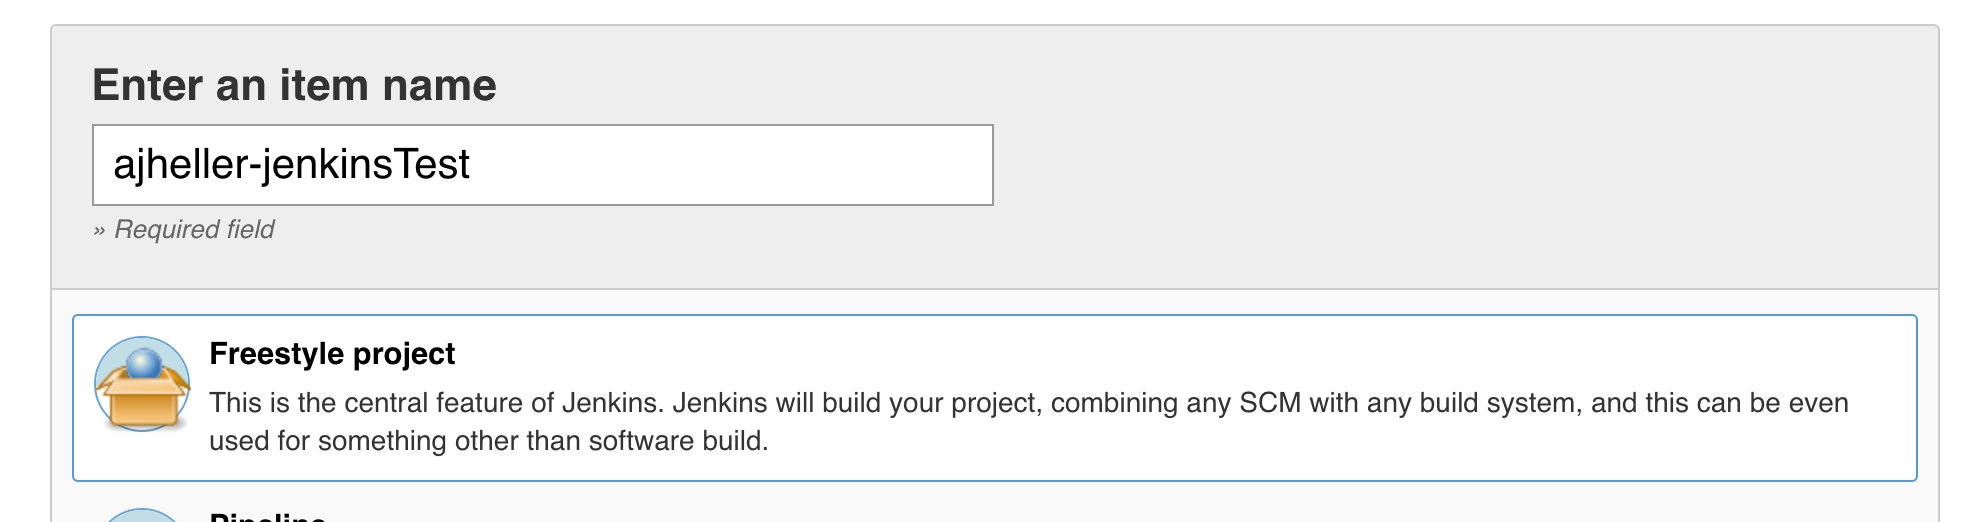 Enter an item name
ajheller-jenkinsTest
» Required field
Freestyle project
This is the central feature of Jenkins. Jenkins will build your project, combining any SCM with any build system, and this can be even
used for something other than software build.
Pipeline